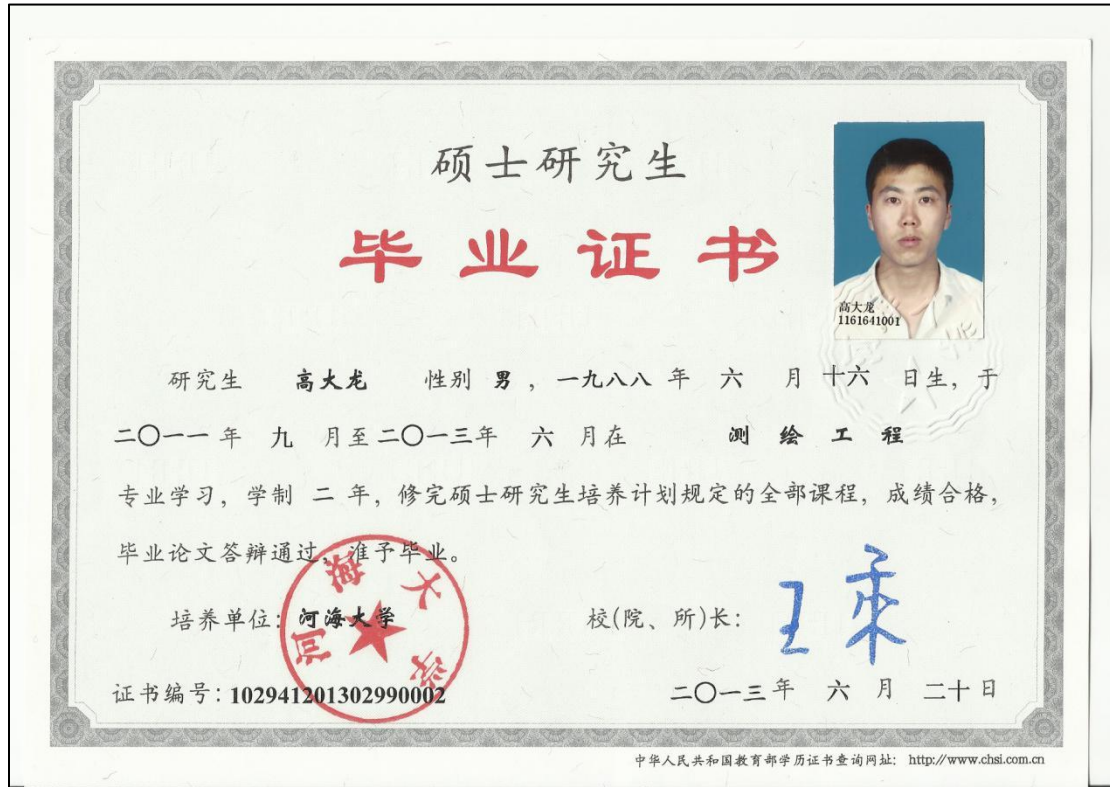 硕士研究生
毕业证书
高大龙
1161641001
研究生 高大龙 性别 男 ，一九八八 年 六 月 十六 日生，于
二〇一一 年 九 月至 二〇一三年 六 月在 测 绘 工 程
专业学习，学制 二 年，修完硕士研究生培养计划规定的全部课程，成绩合格，
毕业论文答辩通过，准予毕业。
培养单位：河海大学
校(院、所)长：
河海大学
证书编号：102941201302990002
二〇一三 年 六 月 二十 日
中华人民共和国教育部学历证书查询网址： http://www.chsi.com.cn